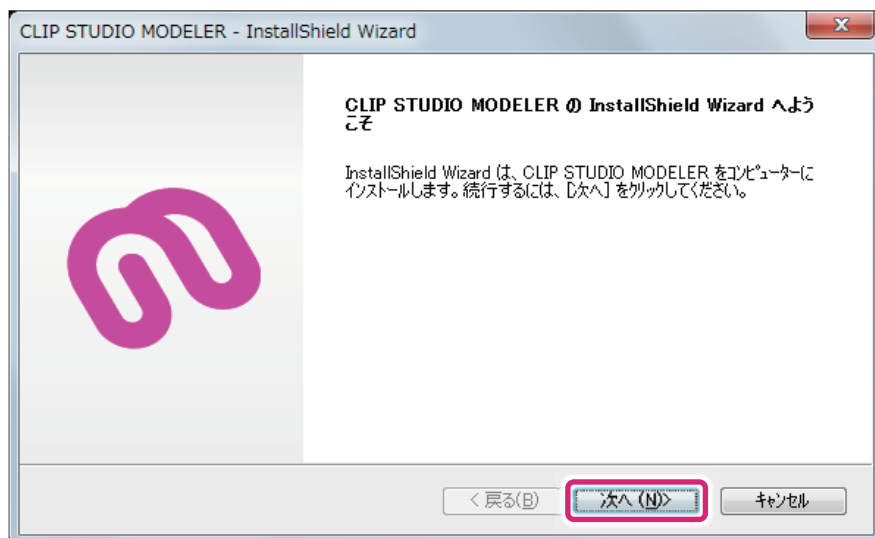 CLIP STUDIO MODELER - InstallShield Wizard
CLIP STUDIO MODELER の InstallShield Wizard へよう
こそ
InstallShield Wizard は、CLIP STUDIO MODELER をコンピューターに
インストールします。続行するには、[次へ] をクリックしてください。
< 戻る(B)
次へ (N)>
キャンセル